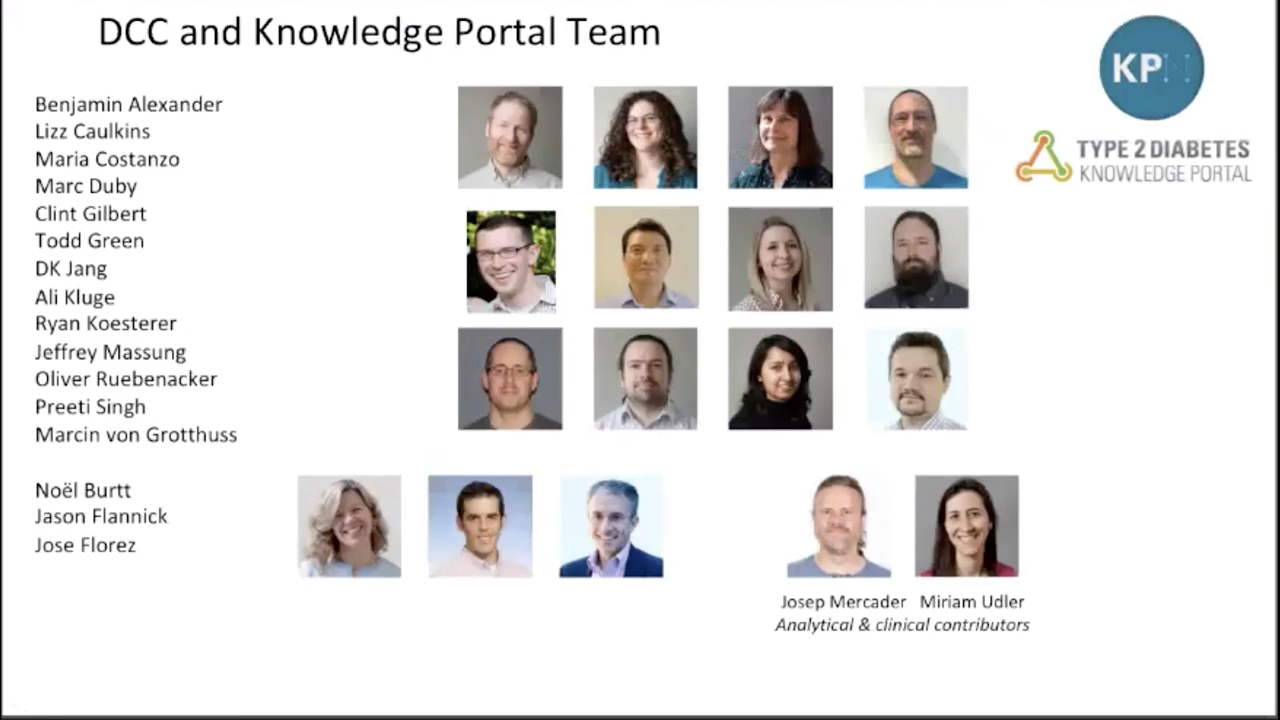 DCC and Knowledge Portal Team
KPN
TYPE 2 DIABETES
KNOWLEDGE PORTAL
Benjamin Alexander
Lizz Caulkins
Maria Costanzo
Marc Duby
Clint Gilbert
Todd Green
DK Jang
Ali Kluge
Ryan Koesterer
Jeffrey Massung
Oliver Ruebenacker
Preeti Singh
Marcin von Grotthuss
Noël Burtt
Jason Flannick
Jose Florez
Josep Mercader Miriam Udler
Analytical & clinical contributors